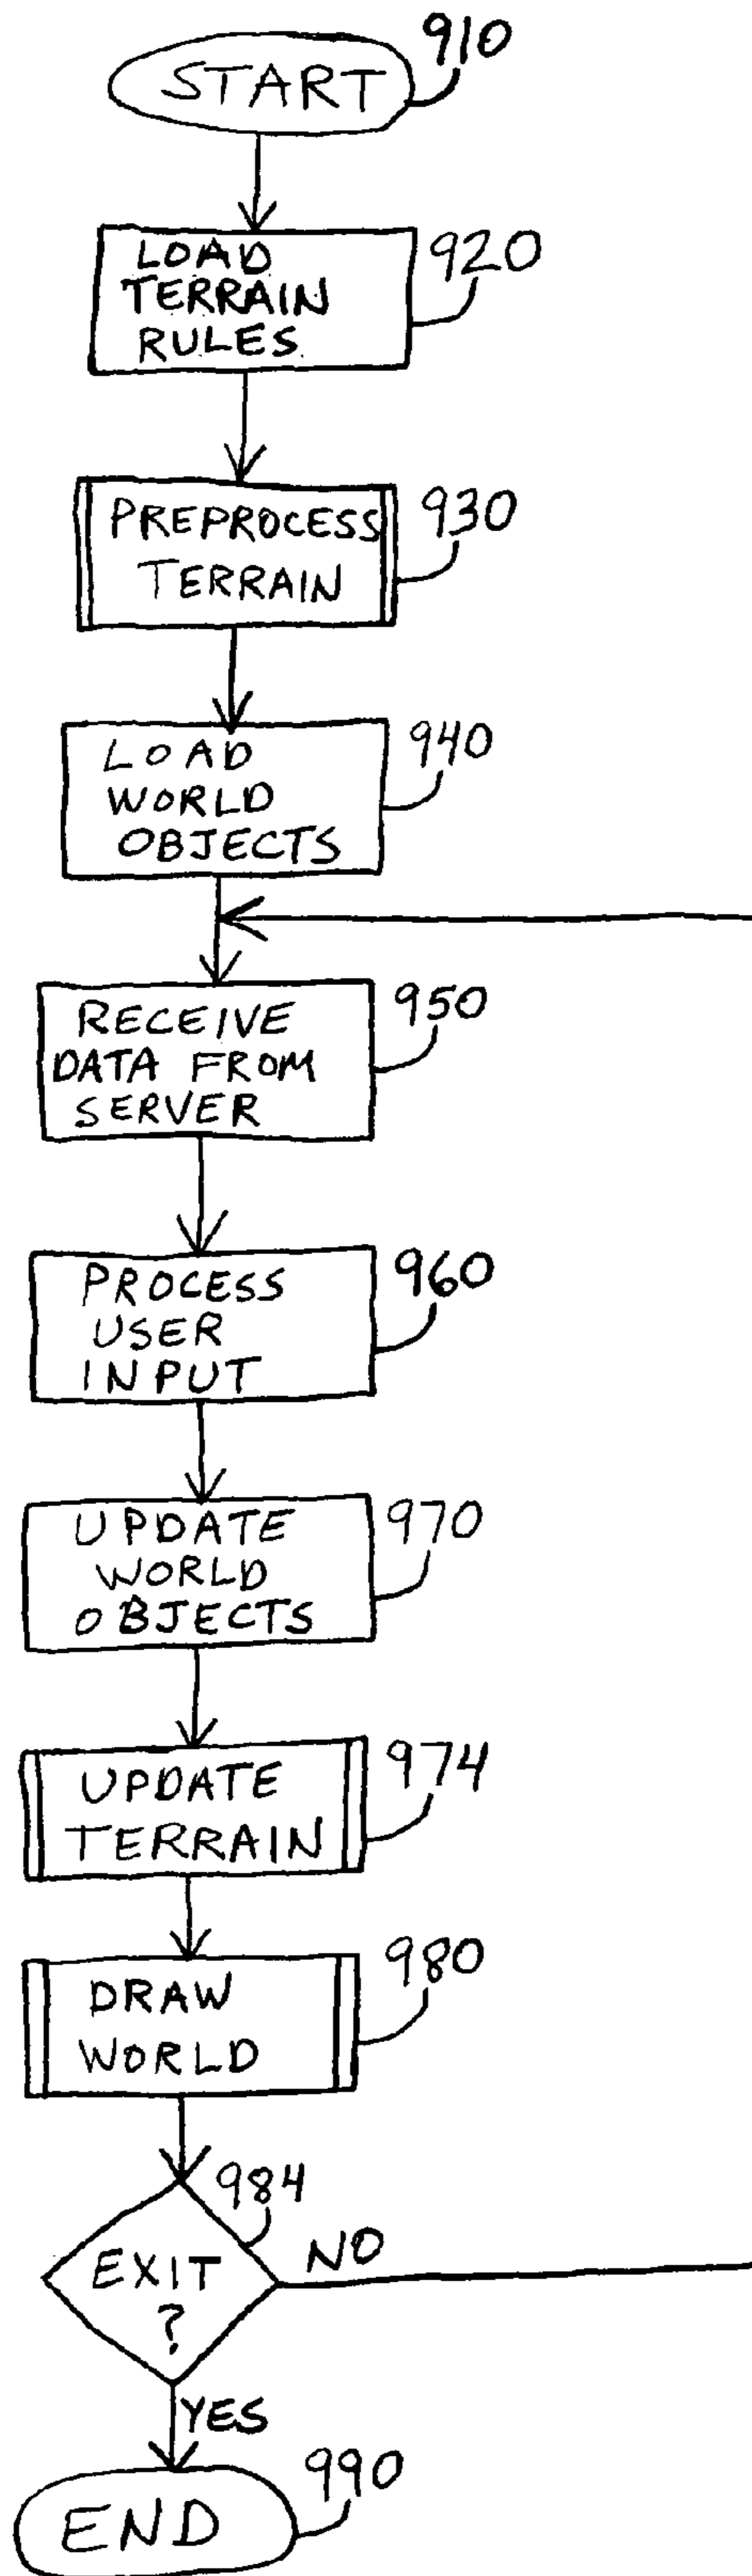 START
910
LOAD
TERRAIN
RULES
920
PREPROCESS
TERRAIN
930
LOAD
WORLD
OBJECTS
940
RECEIVE
DATA FROM
SERVER
950
PROCESS
USER
INPUT
960
UPDATE
WORLD
OBJECTS
970
UPDATE
TERRAIN
974
DRAW
WORLD
980
EXIT
?
984
NO
YES
END
990